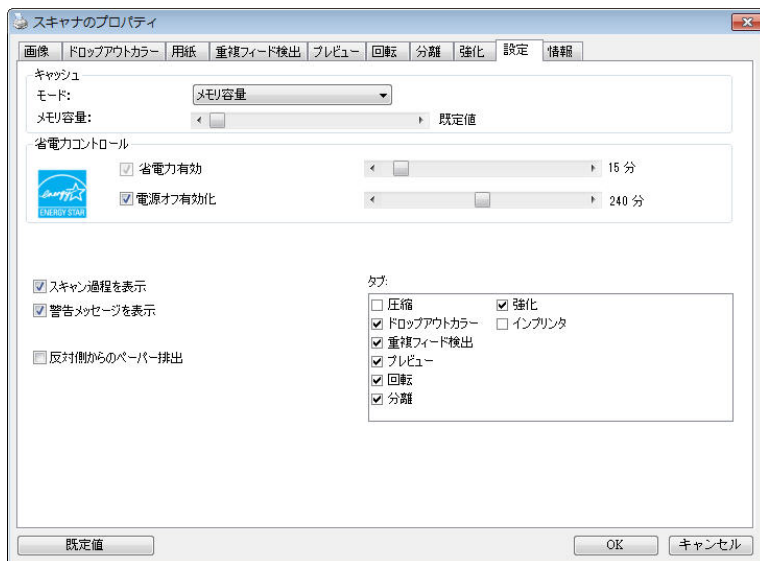 スキャナのプロパティ
画像 ドロップアウトカラー 用紙 重複フィード検出 プレビュー 回転 分離 強化 設定 情報
キャッシュ
モード: メモリ容量
メモリ容量: 既定値
省電力コントロール
省電力有効 15 分
energy
ENERGY STAR
電源オフ有効化 240 分
スキャン過程を表示
警告メッセージを表示
反対側からのペーパー排出
タブ:
圧縮 強化
ドロップアウトカラー インプリンタ
重複フィード検出
プレビュー
回転
分離
既定値 OK キャンセル